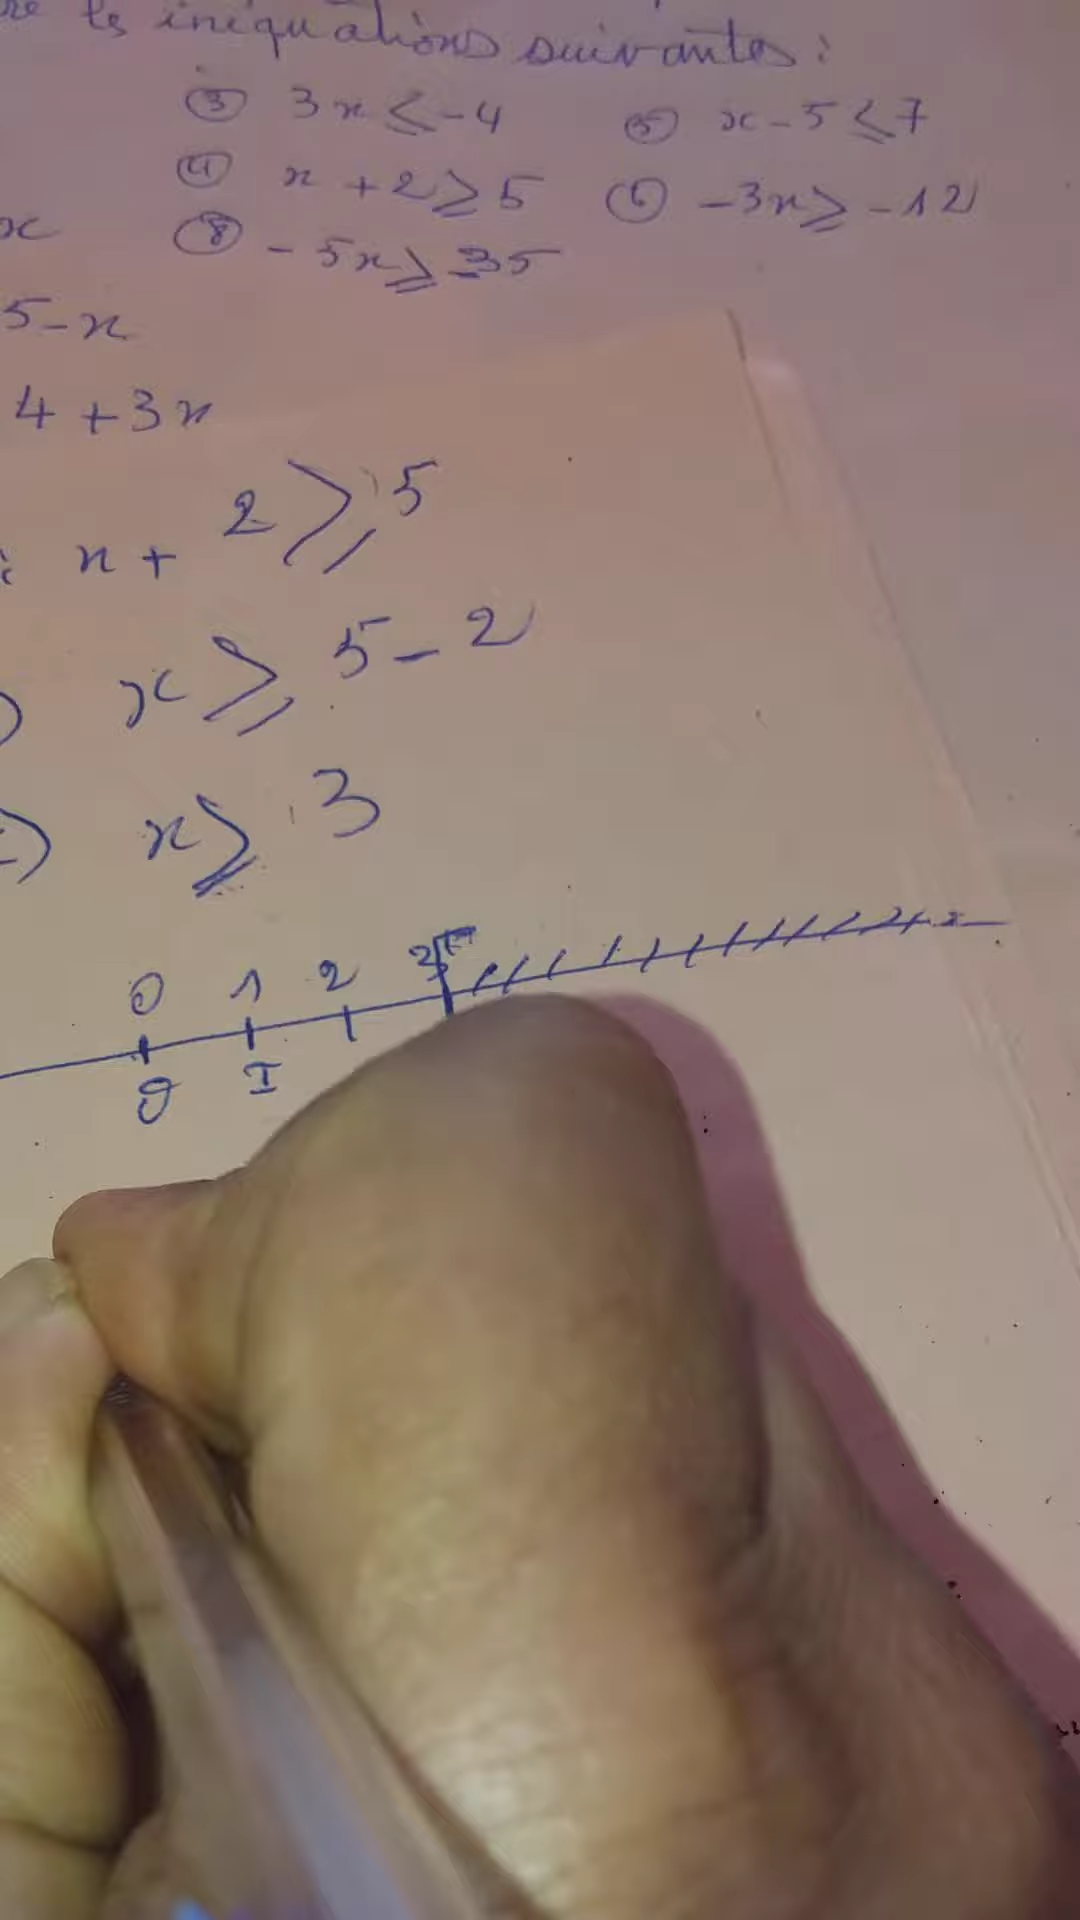 les inéquations suivantes :
③ 3x ≤ -4 ⑤ x - 5 ≤ 7
④ x + 2 ≥ 5 ⑥ -3x ≥ -12
x ⑧ -5x ≥ -35
5 - x
4 + 3x
: x + 2 ≥ 5
x ≥ 5 - 2
x ≥ 3
0 1 2 3
O I